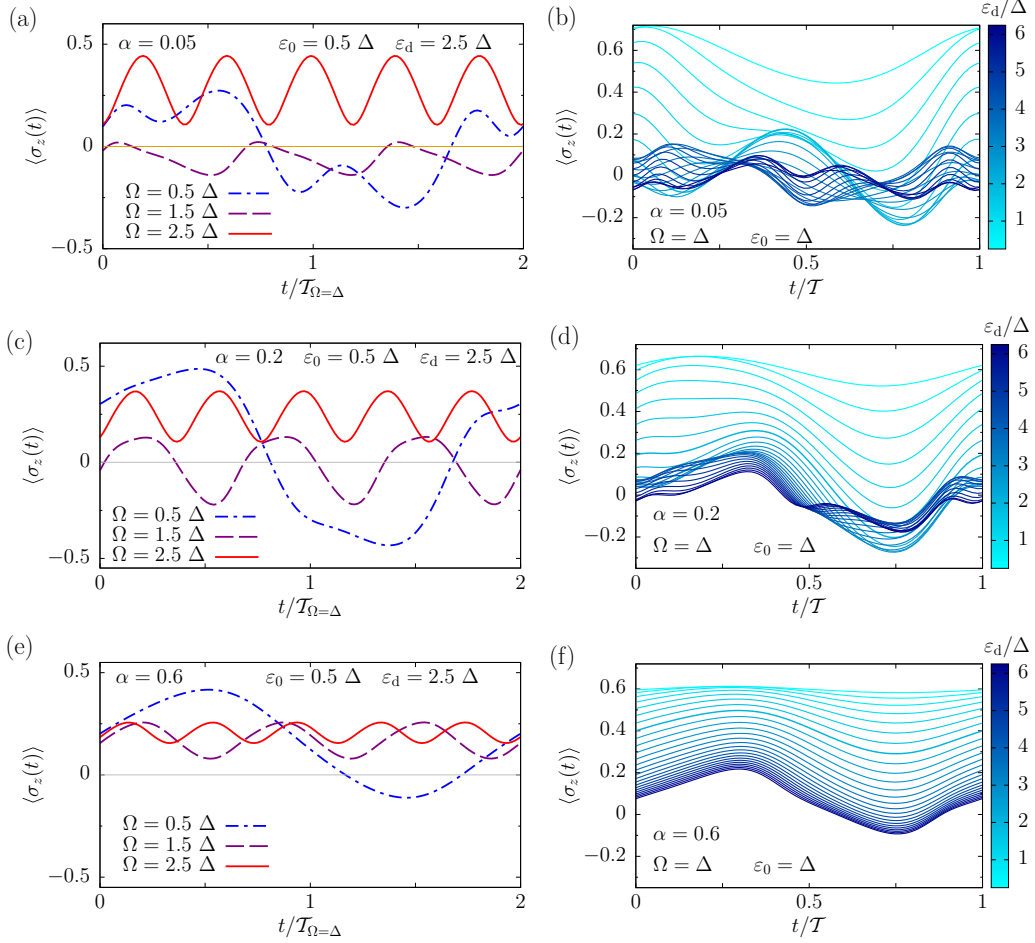 (a)
0.5
0
−0.5
⟨σz(t)⟩
α = 0.05 ε0 = 0.5 Δ εd = 2.5 Δ
Ω = 0.5 Δ
Ω = 1.5 Δ
Ω = 2.5 Δ
0 1 2
t/𝒯Ω=Δ
(b)
0.6
0.4
0.2
0
−0.2
⟨σz(t)⟩
α = 0.05
Ω = Δ ε0 = Δ
0 0.5 1
t/𝒯
εd/Δ
6
5
4
3
2
1
(c)
0.5
0
−0.5
⟨σz(t)⟩
α = 0.2 ε0 = 0.5 Δ εd = 2.5 Δ
Ω = 0.5 Δ
Ω = 1.5 Δ
Ω = 2.5 Δ
0 1 2
t/𝒯Ω=Δ
(d)
0.6
0.4
0.2
0
−0.2
⟨σz(t)⟩
α = 0.2
Ω = Δ ε0 = Δ
0 0.5 1
t/𝒯
εd/Δ
6
5
4
3
2
1
(e)
0.5
0
−0.5
⟨σz(t)⟩
α = 0.6 ε0 = 0.5 Δ εd = 2.5 Δ
Ω = 0.5 Δ
Ω = 1.5 Δ
Ω = 2.5 Δ
0 1 2
t/𝒯Ω=Δ
(f)
0.6
0.4
0.2
0
−0.2
⟨σz(t)⟩
α = 0.6
Ω = Δ ε0 = Δ
0 0.5 1
t/𝒯
εd/Δ
6
5
4
3
2
1